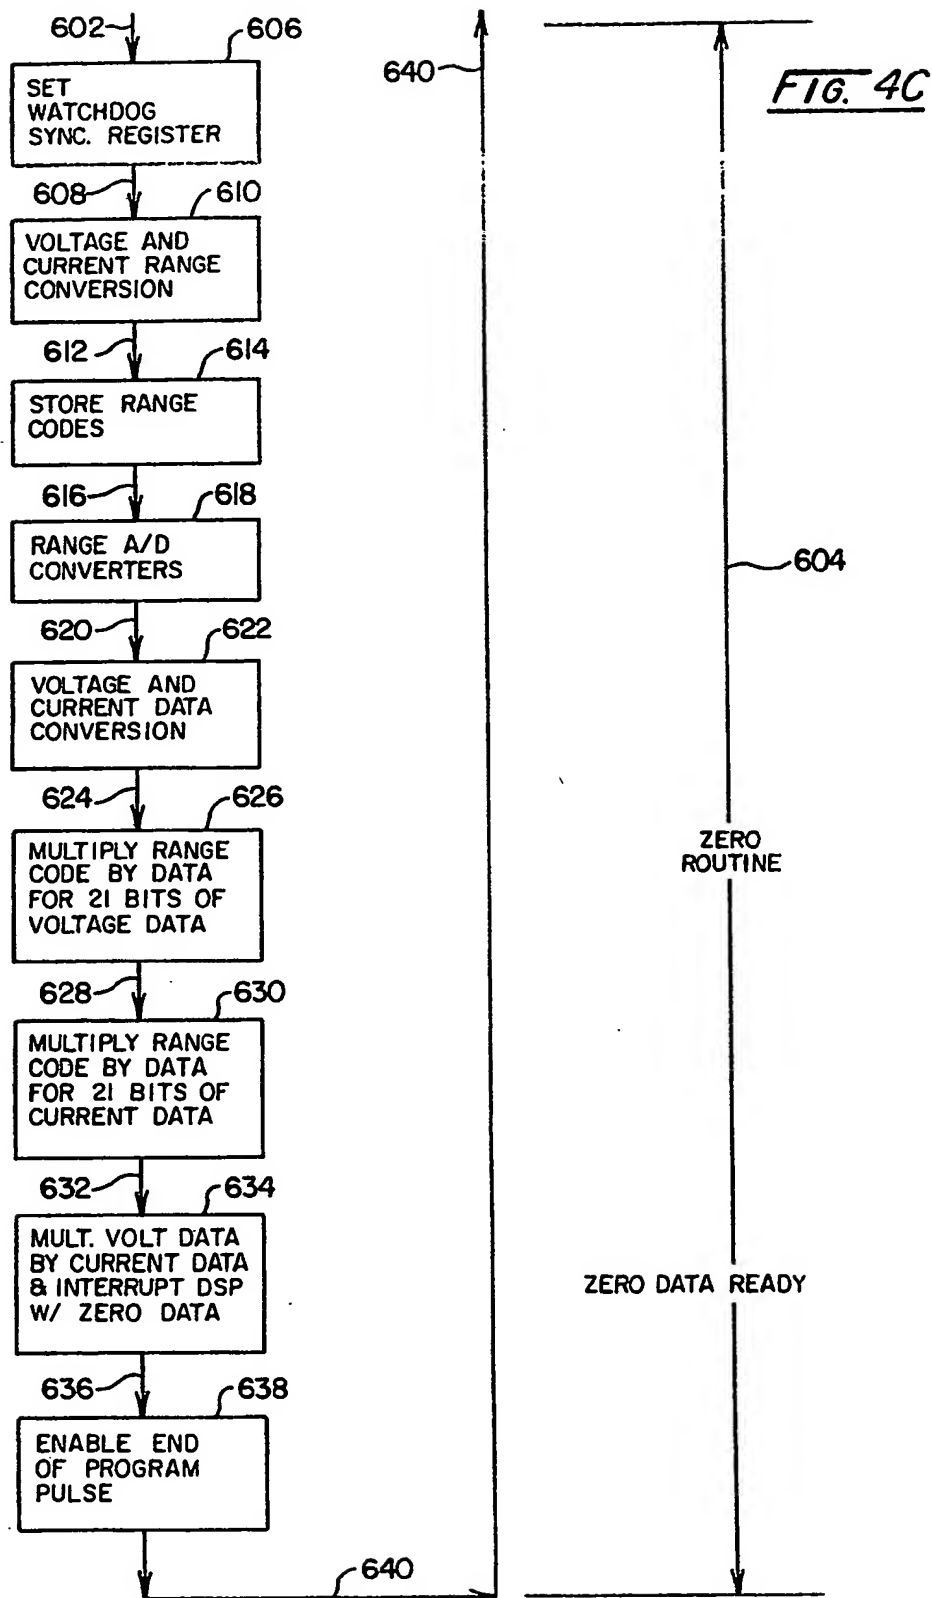 602
606
640
FIG. 4C
SET
WATCHDOG
SYNC. REGISTER
608
610
VOLTAGE AND
CURRENT RANGE
CONVERSION
612
614
STORE RANGE
CODES
616
618
RANGE A/D
CONVERTERS
604
620
622
VOLTAGE AND
CURRENT DATA
CONVERSION
624
626
MULTIPLY RANGE
CODE BY DATA
FOR 21 BITS OF
VOLTAGE DATA
ZERO
ROUTINE
628
630
MULTIPLY RANGE
CODE BY DATA
FOR 21 BITS OF
CURRENT DATA
632
634
MULT. VOLT DATA
BY CURRENT DATA
& INTERRUPT DSP
W/ ZERO DATA
ZERO DATA READY
636
638
ENABLE END
OF PROGRAM
PULSE
640